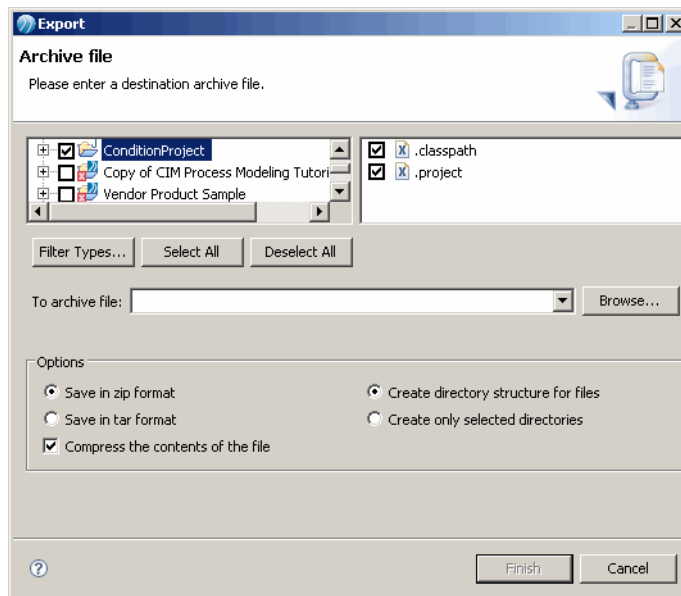 Export
Archive file
Please enter a destination archive file.
ConditionProject
Copy of CIM Process Modeling Tutori
Vendor Product Sample
.classpath
.project
Filter Types...
Select All
Deselect All
To archive file:
Browse...
Options
Save in zip format
Create directory structure for files
Save in tar format
Create only selected directories
Compress the contents of the file
Finish
Cancel